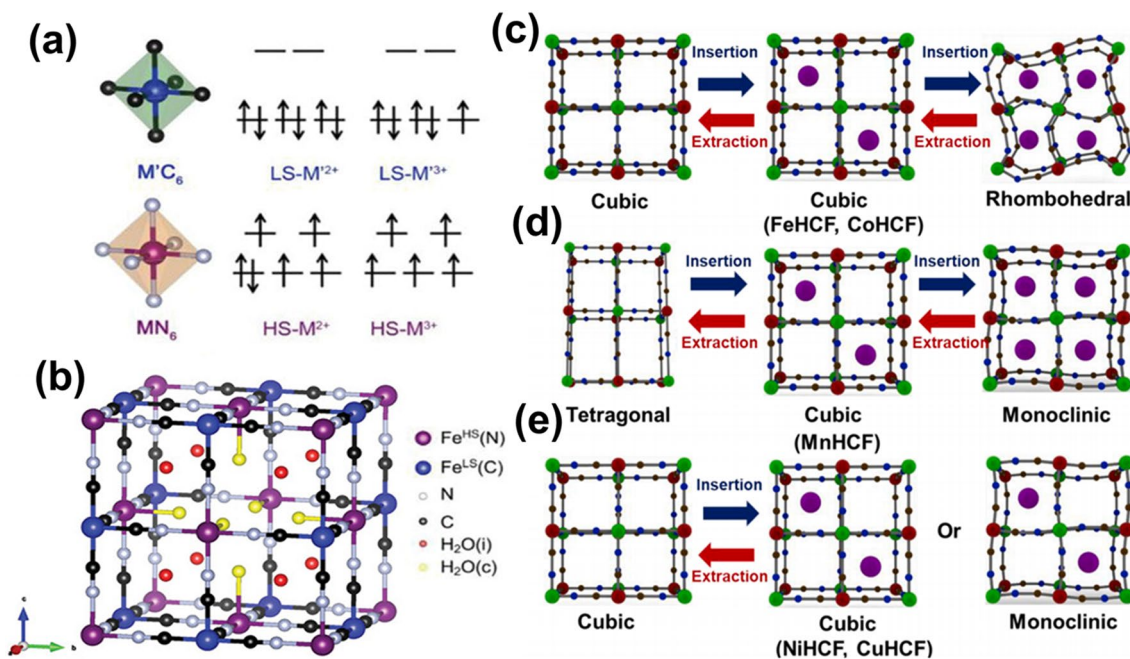 (a)
M'C6
LS-M'2+
LS-M'3+
MN6
HS-M2+
HS-M3+
(b)
FeHS(N)
FeLS(C)
N
C
H2O(i)
H2O(c)
c
b
a
(c)
Insertion
Extraction
Insertion
Extraction
Cubic
Cubic
(FeHCF, CoHCF)
Rhombohedral
(d)
Insertion
Extraction
Insertion
Extraction
Tetragonal
Cubic
(MnHCF)
Monoclinic
(e)
Insertion
Extraction
Or
Cubic
Cubic
(NiHCF, CuHCF)
Monoclinic